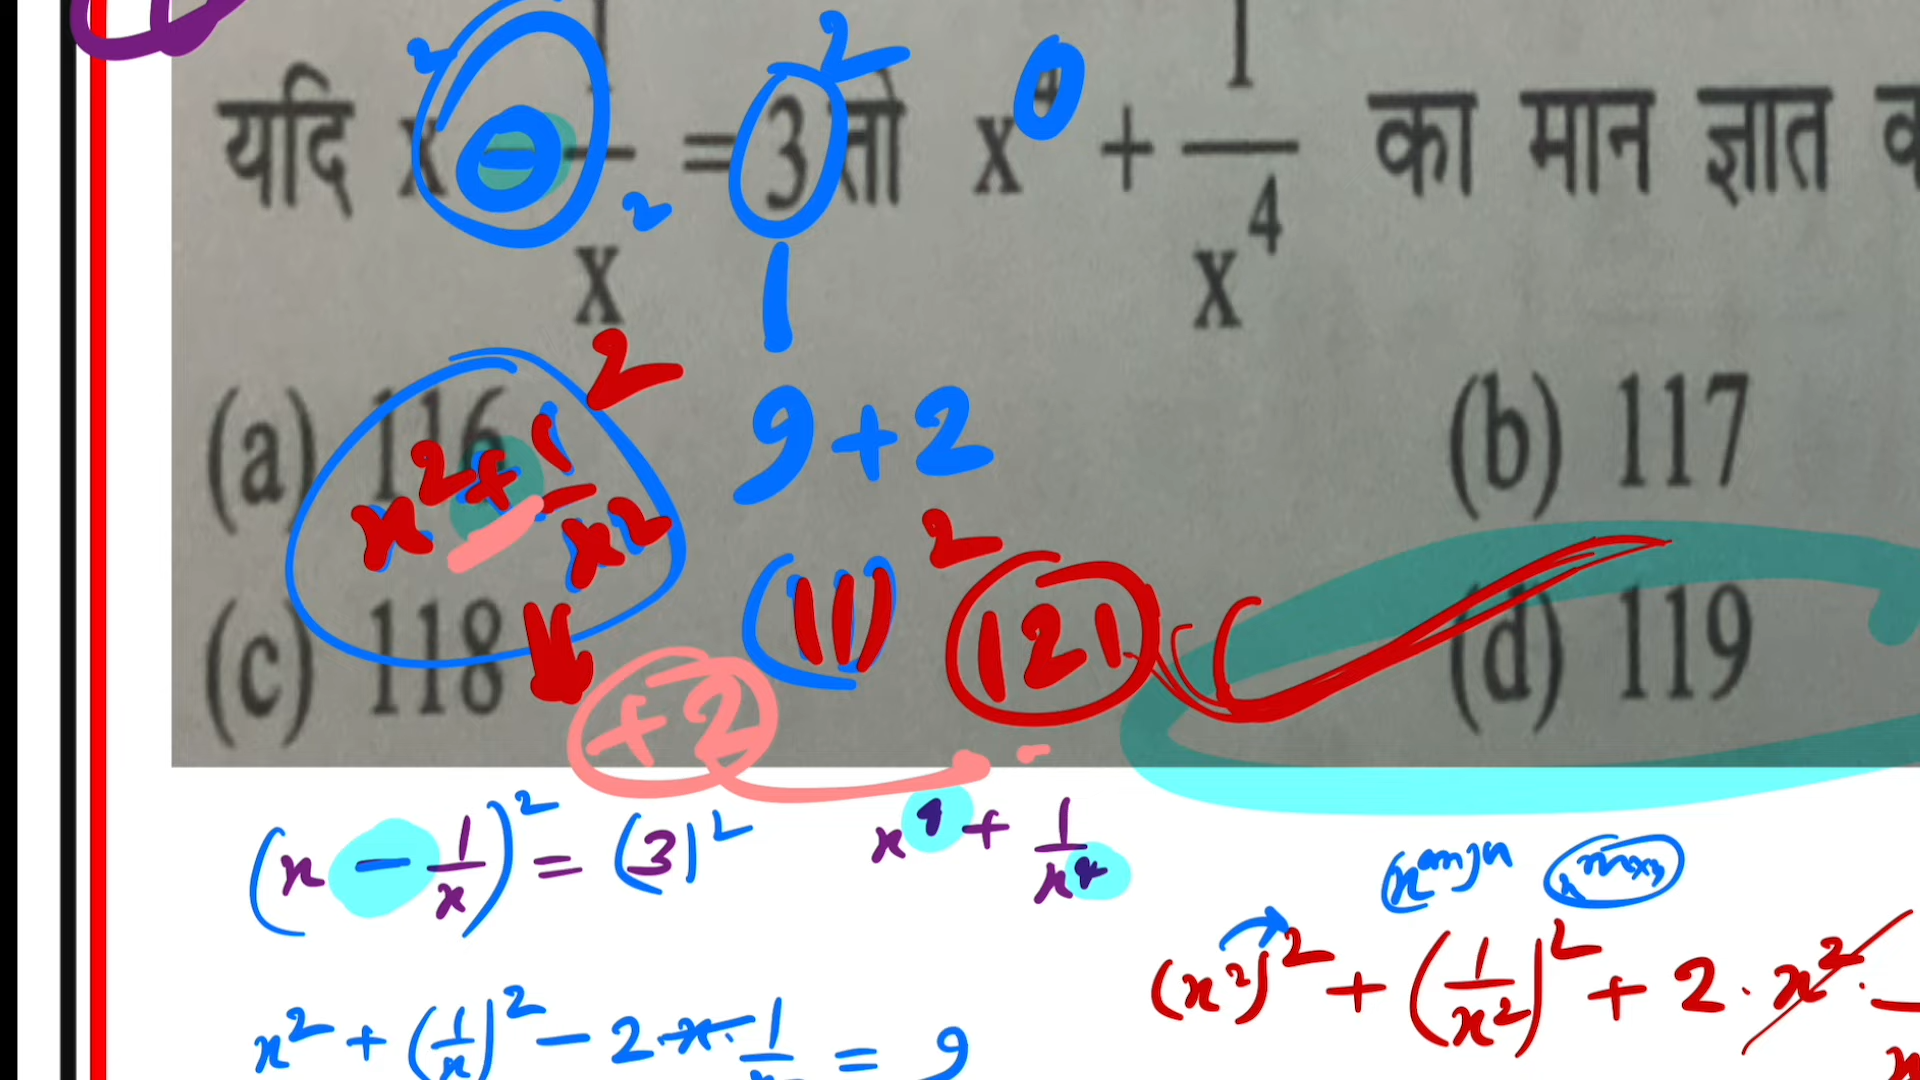 यदि x - 1/x = 3 तो x⁴ + 1/x⁴ का मान ज्ञात
(a) 116 (b) 117
9 + 2
x² + 1/x²
(c) 118 (d) 119
(11)² 121
+2
(x - 1/x)² = (3)² x⁴ + 1/x⁴
(x²)² + (1/x²)² + 2 · x² ·
x² + (1/x)² - 2 · x · 1/x = 9